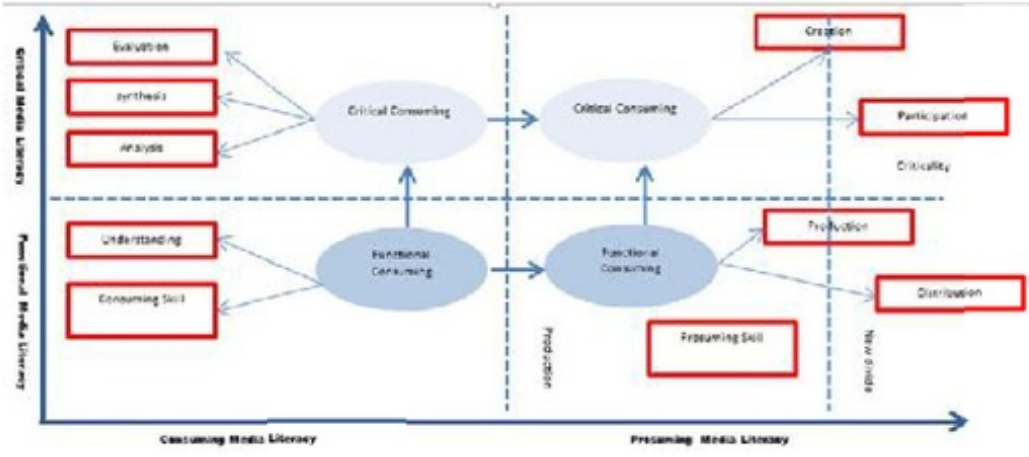 Critical Media Literacy
Evaluation
synthesis
Analysis
Critical Consuming
Critical Consuming
Creation
Participation
Criticality
Functional Media Literacy
Understanding
Consuming Skill
Functional
Consuming
Functional
Consuming
Production
Distribution
Prosuming Skill
Production
New divide
Consuming Media Literacy
Prosuming Media Literacy